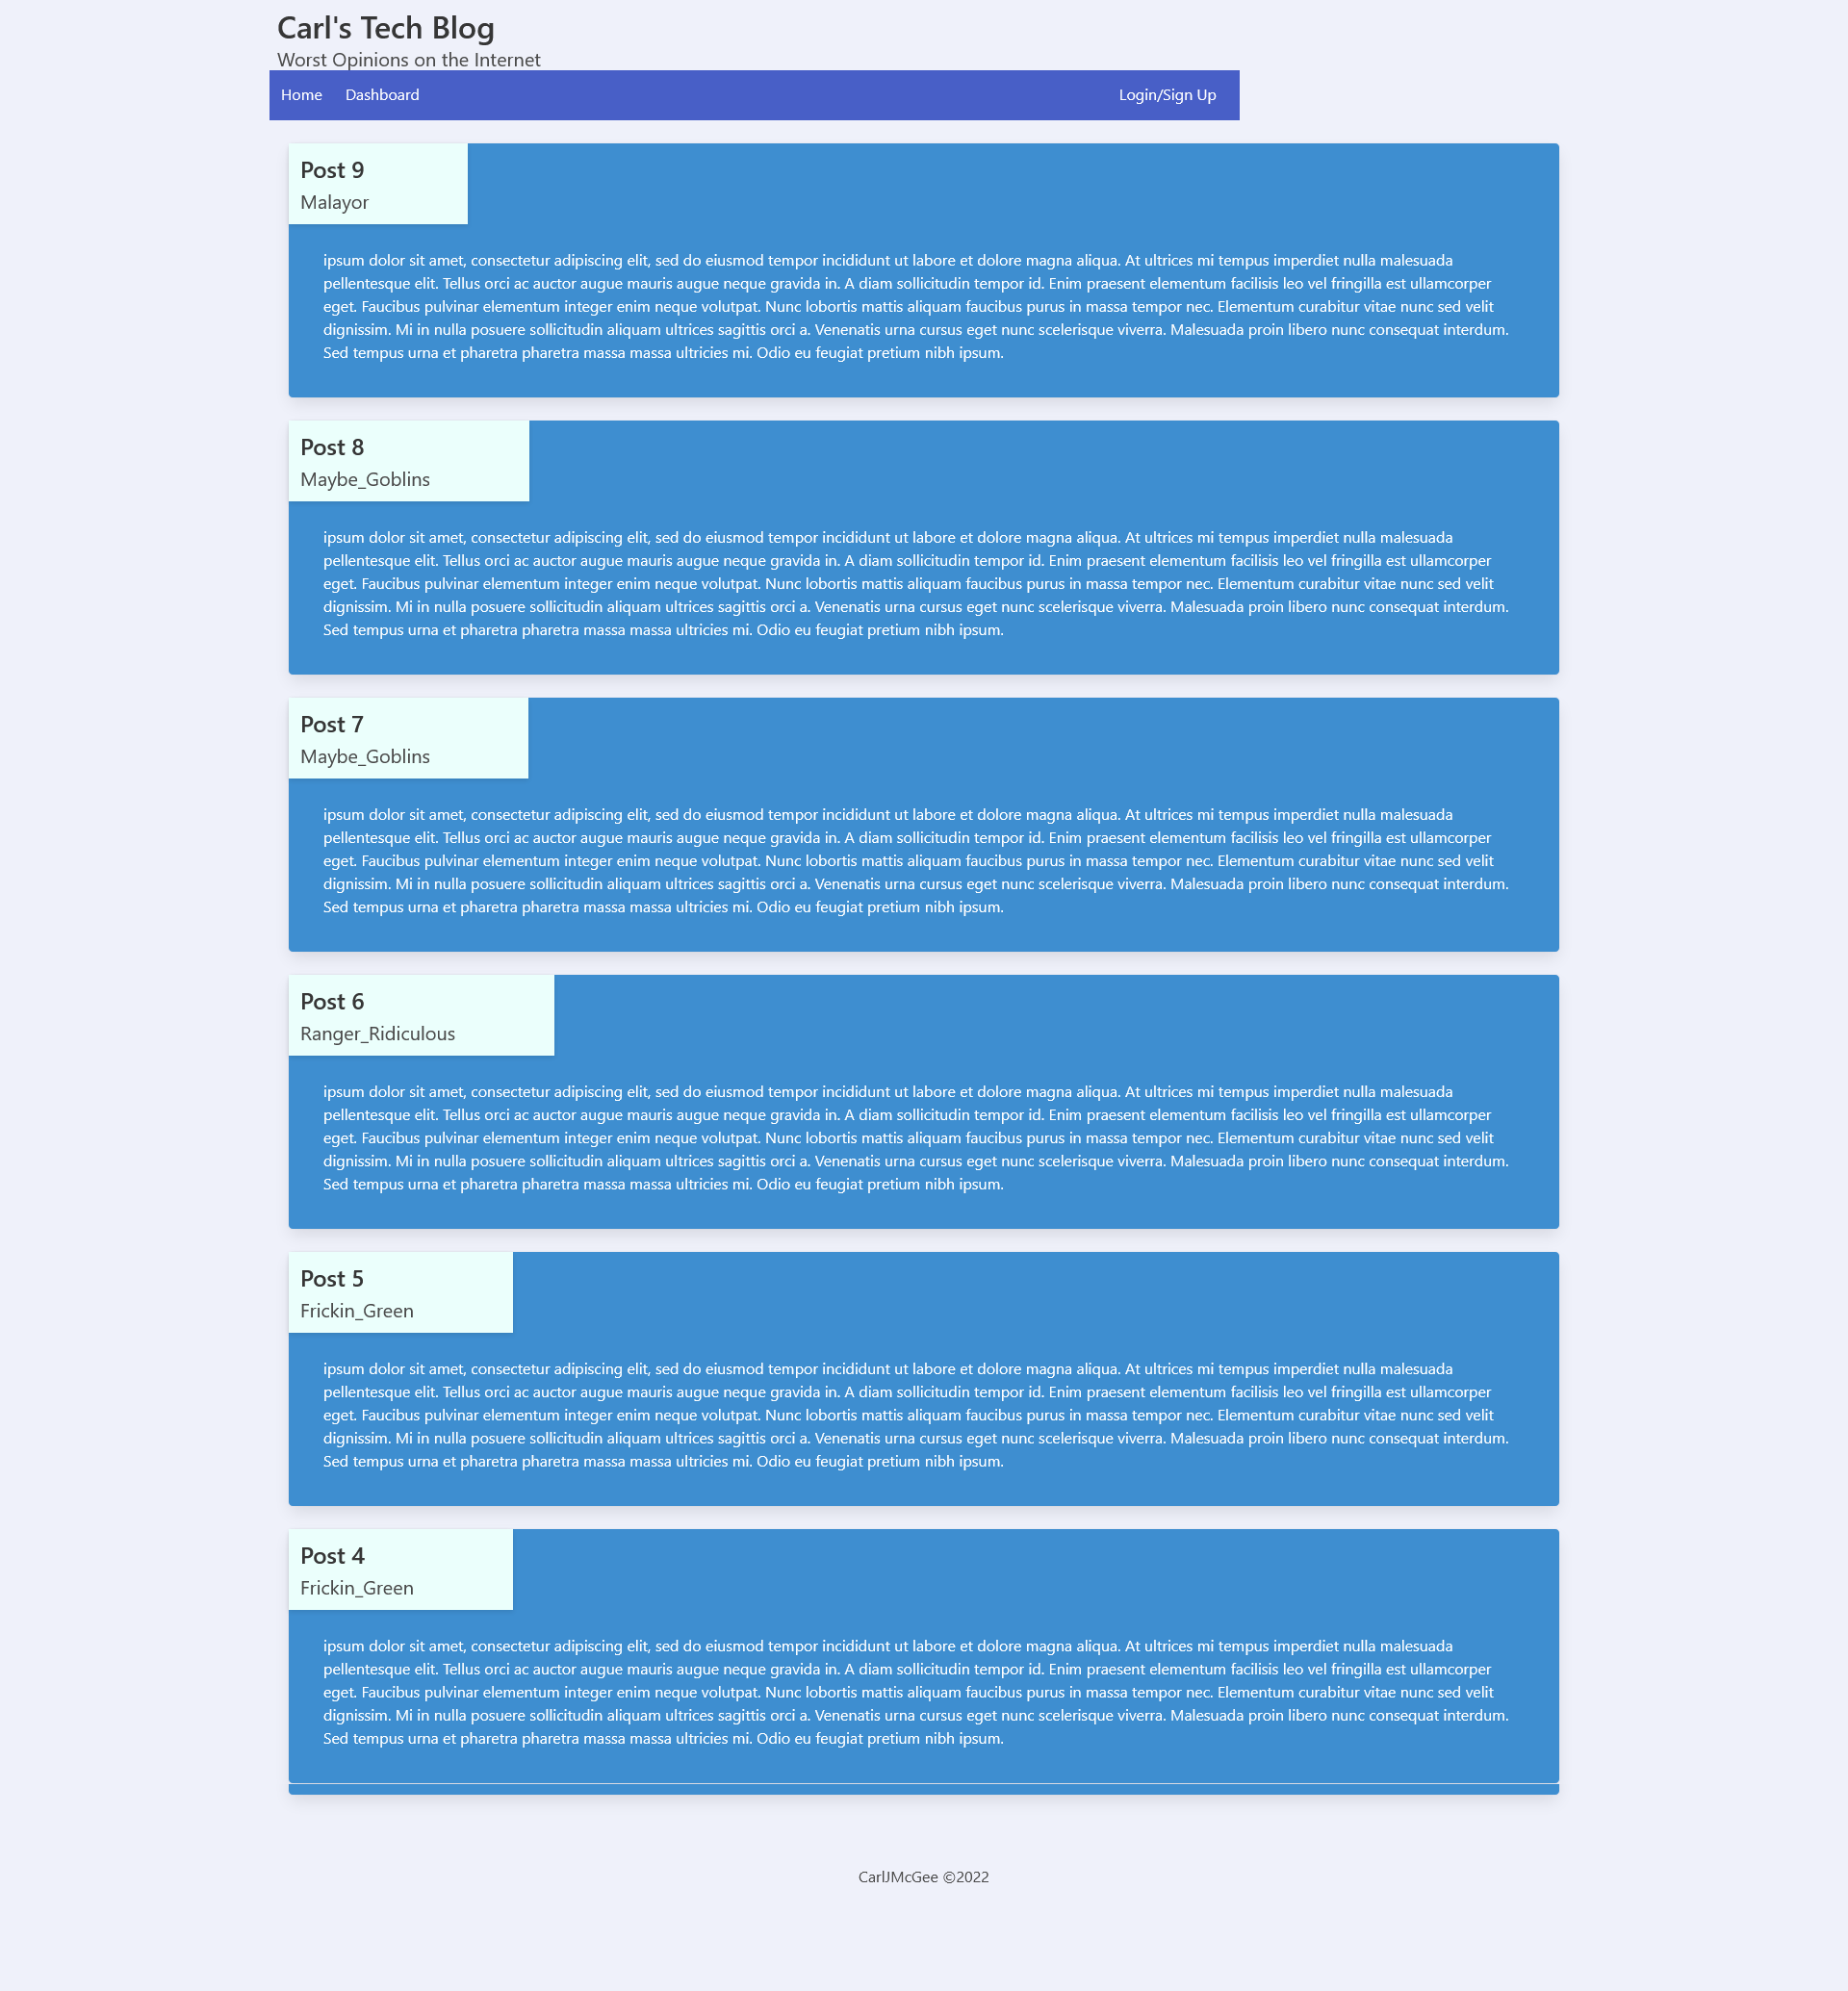 Carl's Tech Blog
Worst Opinions on the Internet
Home Dashboard Login/Sign Up
Post 9
Malayor
ipsum dolor sit amet, consectetur adipiscing elit, sed do eiusmod tempor incididunt ut labore et dolore magna aliqua. At ultrices mi tempus imperdiet nulla malesuada
pellentesque elit. Tellus orci ac auctor augue mauris augue neque gravida in. A diam sollicitudin tempor id. Enim praesent elementum facilisis leo vel fringilla est ullamcorper
eget. Faucibus pulvinar elementum integer enim neque volutpat. Nunc lobortis mattis aliquam faucibus purus in massa tempor nec. Elementum curabitur vitae nunc sed velit
dignissim. Mi in nulla posuere sollicitudin aliquam ultrices sagittis orci a. Venenatis urna cursus eget nunc scelerisque viverra. Malesuada proin libero nunc consequat interdum.
Sed tempus urna et pharetra pharetra massa massa ultricies mi. Odio eu feugiat pretium nibh ipsum.
Post 8
Maybe_Goblins
ipsum dolor sit amet, consectetur adipiscing elit, sed do eiusmod tempor incididunt ut labore et dolore magna aliqua. At ultrices mi tempus imperdiet nulla malesuada
pellentesque elit. Tellus orci ac auctor augue mauris augue neque gravida in. A diam sollicitudin tempor id. Enim praesent elementum facilisis leo vel fringilla est ullamcorper
eget. Faucibus pulvinar elementum integer enim neque volutpat. Nunc lobortis mattis aliquam faucibus purus in massa tempor nec. Elementum curabitur vitae nunc sed velit
dignissim. Mi in nulla posuere sollicitudin aliquam ultrices sagittis orci a. Venenatis urna cursus eget nunc scelerisque viverra. Malesuada proin libero nunc consequat interdum.
Sed tempus urna et pharetra pharetra massa massa ultricies mi. Odio eu feugiat pretium nibh ipsum.
Post 7
Maybe_Goblins
ipsum dolor sit amet, consectetur adipiscing elit, sed do eiusmod tempor incididunt ut labore et dolore magna aliqua. At ultrices mi tempus imperdiet nulla malesuada
pellentesque elit. Tellus orci ac auctor augue mauris augue neque gravida in. A diam sollicitudin tempor id. Enim praesent elementum facilisis leo vel fringilla est ullamcorper
eget. Faucibus pulvinar elementum integer enim neque volutpat. Nunc lobortis mattis aliquam faucibus purus in massa tempor nec. Elementum curabitur vitae nunc sed velit
dignissim. Mi in nulla posuere sollicitudin aliquam ultrices sagittis orci a. Venenatis urna cursus eget nunc scelerisque viverra. Malesuada proin libero nunc consequat interdum.
Sed tempus urna et pharetra pharetra massa massa ultricies mi. Odio eu feugiat pretium nibh ipsum.
Post 6
Ranger_Ridiculous
ipsum dolor sit amet, consectetur adipiscing elit, sed do eiusmod tempor incididunt ut labore et dolore magna aliqua. At ultrices mi tempus imperdiet nulla malesuada
pellentesque elit. Tellus orci ac auctor augue mauris augue neque gravida in. A diam sollicitudin tempor id. Enim praesent elementum facilisis leo vel fringilla est ullamcorper
eget. Faucibus pulvinar elementum integer enim neque volutpat. Nunc lobortis mattis aliquam faucibus purus in massa tempor nec. Elementum curabitur vitae nunc sed velit
dignissim. Mi in nulla posuere sollicitudin aliquam ultrices sagittis orci a. Venenatis urna cursus eget nunc scelerisque viverra. Malesuada proin libero nunc consequat interdum.
Sed tempus urna et pharetra pharetra massa massa ultricies mi. Odio eu feugiat pretium nibh ipsum.
Post 5
Frickin_Green
ipsum dolor sit amet, consectetur adipiscing elit, sed do eiusmod tempor incididunt ut labore et dolore magna aliqua. At ultrices mi tempus imperdiet nulla malesuada
pellentesque elit. Tellus orci ac auctor augue mauris augue neque gravida in. A diam sollicitudin tempor id. Enim praesent elementum facilisis leo vel fringilla est ullamcorper
eget. Faucibus pulvinar elementum integer enim neque volutpat. Nunc lobortis mattis aliquam faucibus purus in massa tempor nec. Elementum curabitur vitae nunc sed velit
dignissim. Mi in nulla posuere sollicitudin aliquam ultrices sagittis orci a. Venenatis urna cursus eget nunc scelerisque viverra. Malesuada proin libero nunc consequat interdum.
Sed tempus urna et pharetra pharetra massa massa ultricies mi. Odio eu feugiat pretium nibh ipsum.
Post 4
Frickin_Green
ipsum dolor sit amet, consectetur adipiscing elit, sed do eiusmod tempor incididunt ut labore et dolore magna aliqua. At ultrices mi tempus imperdiet nulla malesuada
pellentesque elit. Tellus orci ac auctor augue mauris augue neque gravida in. A diam sollicitudin tempor id. Enim praesent elementum facilisis leo vel fringilla est ullamcorper
eget. Faucibus pulvinar elementum integer enim neque volutpat. Nunc lobortis mattis aliquam faucibus purus in massa tempor nec. Elementum curabitur vitae nunc sed velit
dignissim. Mi in nulla posuere sollicitudin aliquam ultrices sagittis orci a. Venenatis urna cursus eget nunc scelerisque viverra. Malesuada proin libero nunc consequat interdum.
Sed tempus urna et pharetra pharetra massa massa ultricies mi. Odio eu feugiat pretium nibh ipsum.
CarlJMcGee ©2022